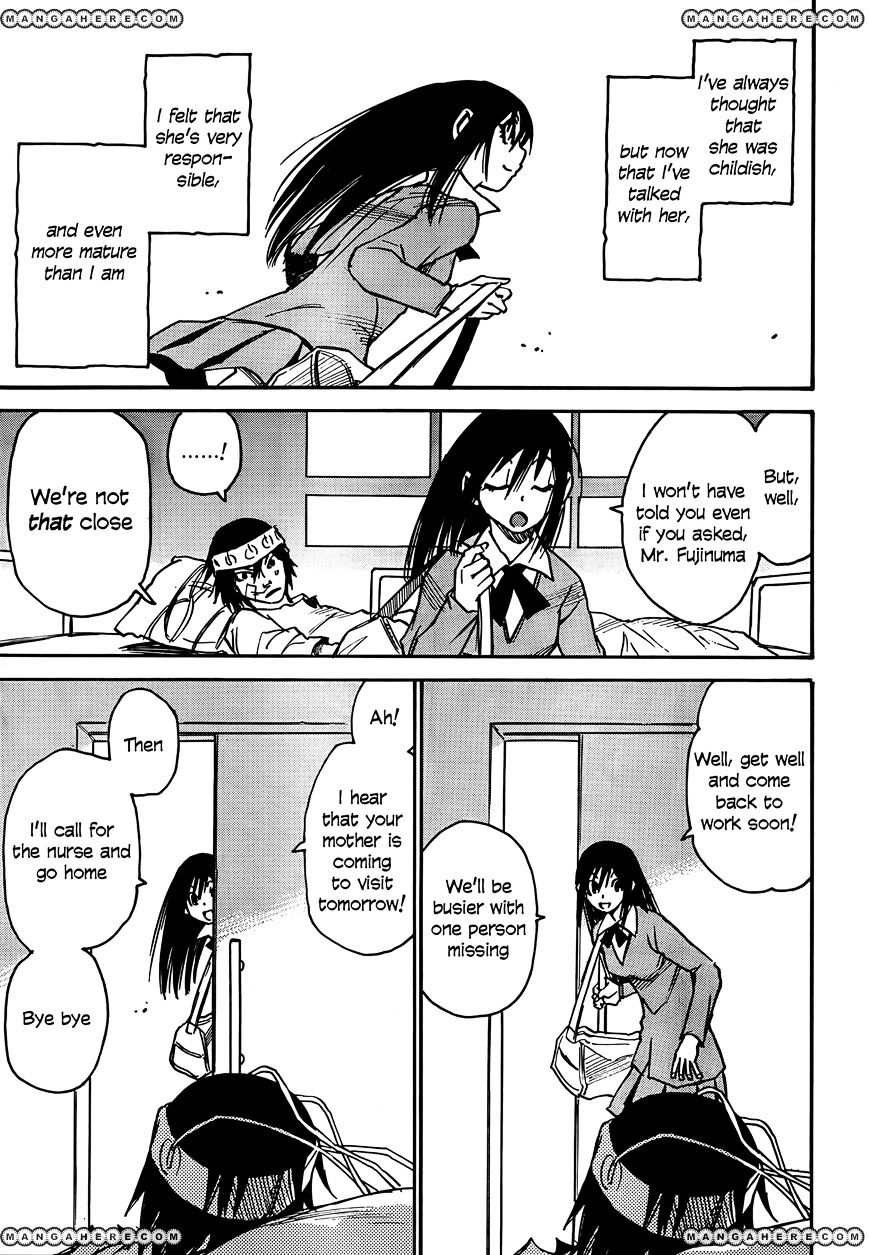 MANGAHERE.COM
MANGAHERE.COM
I've always
thought
that
she was
childish,
but now
that I've
talked
with her,
I felt that
she's very
respon-
sible,
and even
more mature
than I am
But,
well,
I won't have
told you even
if you asked,
Mr. Fujinuma
......!
We're not
that close
Well, get well
and come
back to
work soon!
We'll be
busier with
one person
missing
Ah!
I hear
that your
mother is
coming
to visit
tomorrow!
Then
I'll call for
the nurse and
go home
Bye bye
MANGAHERE.COM
MANGAHERE.COM